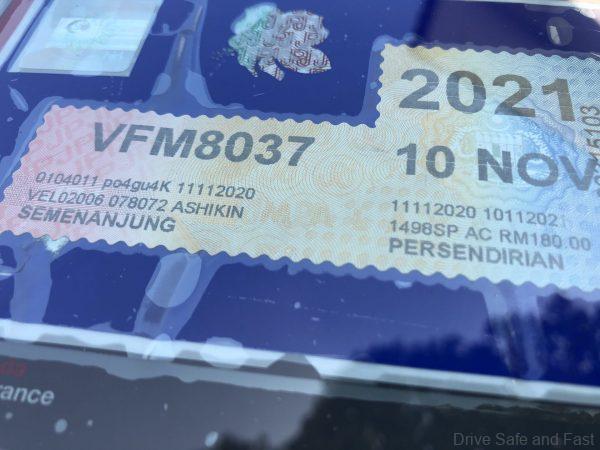 2021
VFM8037
10 NOV
0104011 po4gu4K 11112020
VEL02006 078072 ASHIKIN
SEMENANJUNG
11112020 10112021
1498SP AC RM180.00
PERSENDIRIAN
Drive Safe and Fast